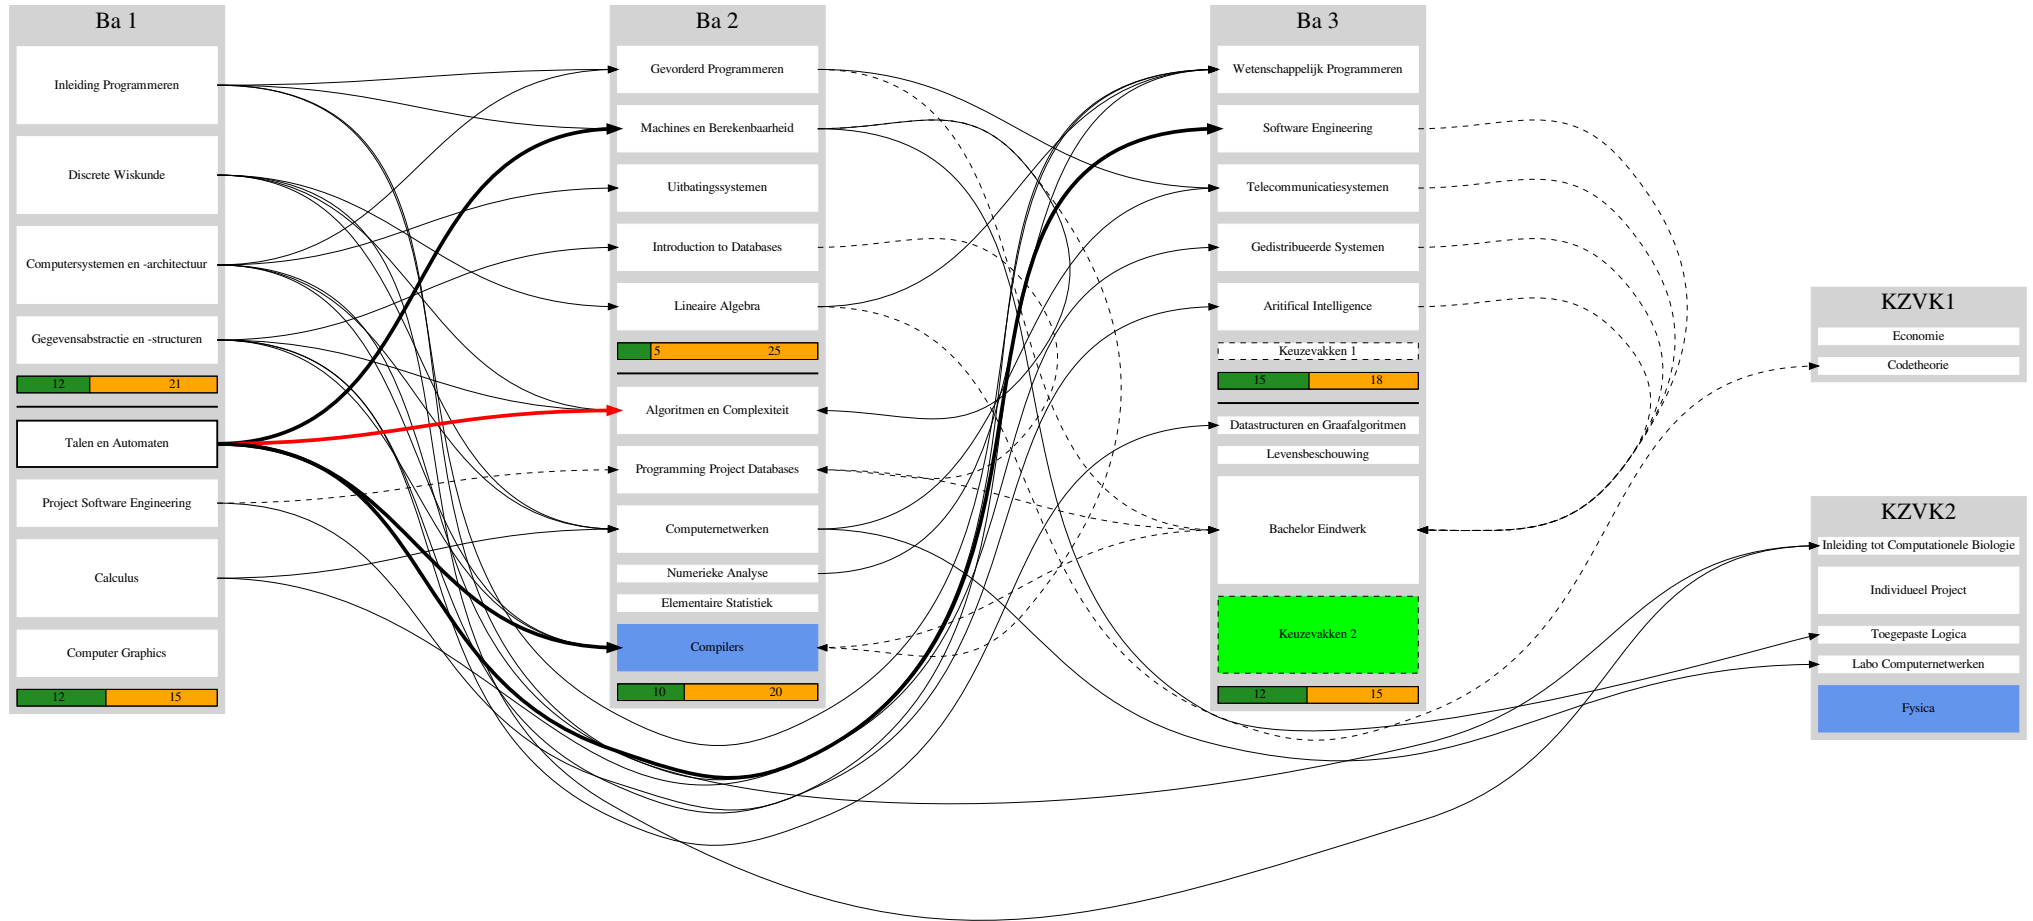 Ba 1
Inleiding Programmeren
Discrete Wiskunde
Computersystemen en -architectuur
Gegevensabstractie en -structuren
12 21
Talen en Automaten
Project Software Engineering
Calculus
Computer Graphics
12 15
Ba 2
Gevorderd Programmeren
Machines en Berekenbaarheid
Uitbatingssystemen
Introduction to Databases
Lineaire Algebra
5 25
Algoritmen en Complexiteit
Programming Project Databases
Computernetwerken
Numerieke Analyse
Elementaire Statistiek
Compilers
10 20
Ba 3
Wetenschappelijk Programmeren
Software Engineering
Telecommunicatiesystemen
Gedistribueerde Systemen
Aritifical Intelligence
Keuzevakken 1
15 18
Datastructuren en Graafalgoritmen
Levensbeschouwing
Bachelor Eindwerk
Keuzevakken 2
12 15
KZVK1
Economie
Codetheorie
KZVK2
Inleiding tot Computationele Biologie
Individueel Project
Toegepaste Logica
Labo Computernetwerken
Fysica